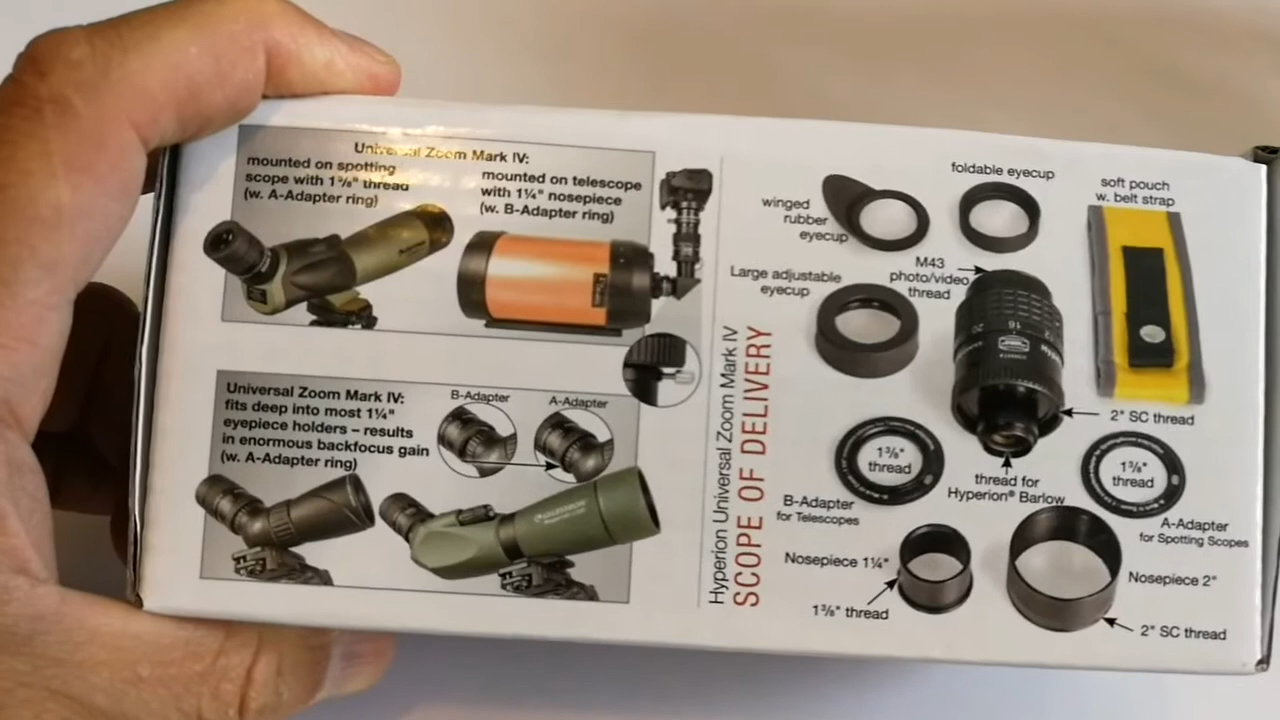 Universal Zoom Mark IV:
mounted on spotting
scope with 1⅜" thread
(w. A-Adapter ring)
mounted on telescope
with 1¼" nosepiece
(w. B-Adapter ring)
Universal Zoom Mark IV:
fits deep into most 1¼"
eyepiece holders – results
in enormous backfocus gain
(w. A-Adapter ring)
B-Adapter
A-Adapter
CELESTRON
Hyperion Universal Zoom Mark IV
SCOPE OF DELIVERY
winged
rubber
eyecup
foldable eyecup
soft pouch
w. belt strap
M43
photo/video
thread
Large adjustable
eyecup
20
16
12
2" SC thread
1⅜"
thread
B-Adapter
for Telescopes
thread for
Hyperion® Barlow
1⅜"
thread
A-Adapter
for Spotting Scopes
Nosepiece 1¼"
1⅜" thread
Nosepiece 2"
2" SC thread